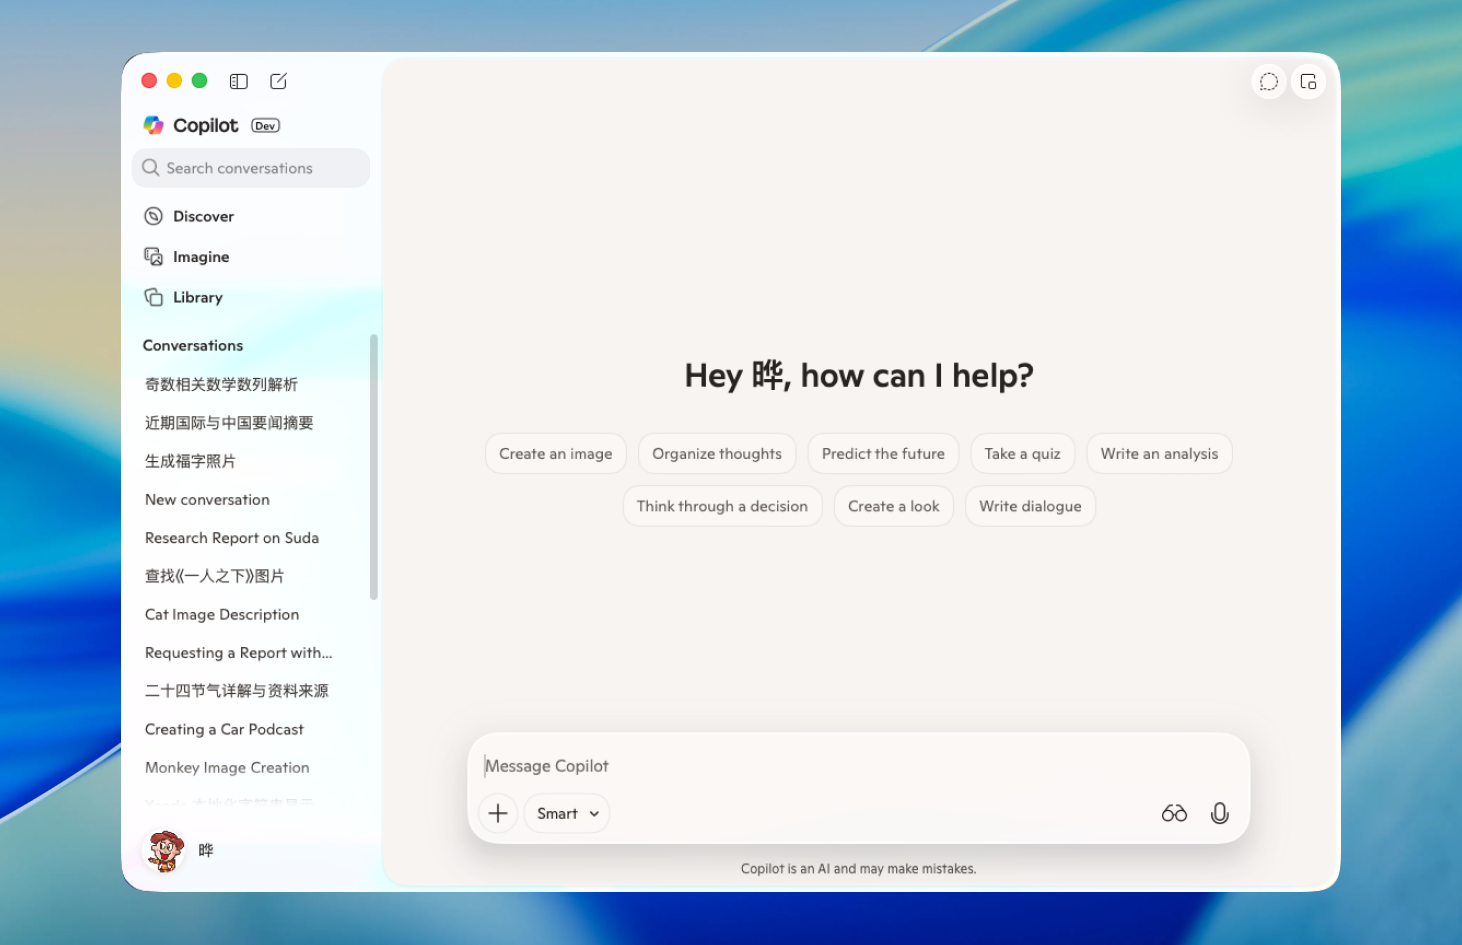 Copilot Dev
Search conversations
Discover
Imagine
Library
Conversations
奇数相关数学数列解析
近期国际与中国要闻摘要
生成福字照片
New conversation
Research Report on Suda
查找《一人之下》图片
Cat Image Description
Requesting a Report with...
二十四节气详解与资料来源
Creating a Car Podcast
Monkey Image Creation
晔
Hey 晔, how can I help?
Create an image
Organize thoughts
Predict the future
Take a quiz
Write an analysis
Think through a decision
Create a look
Write dialogue
Message Copilot
Smart
Copilot is an AI and may make mistakes.